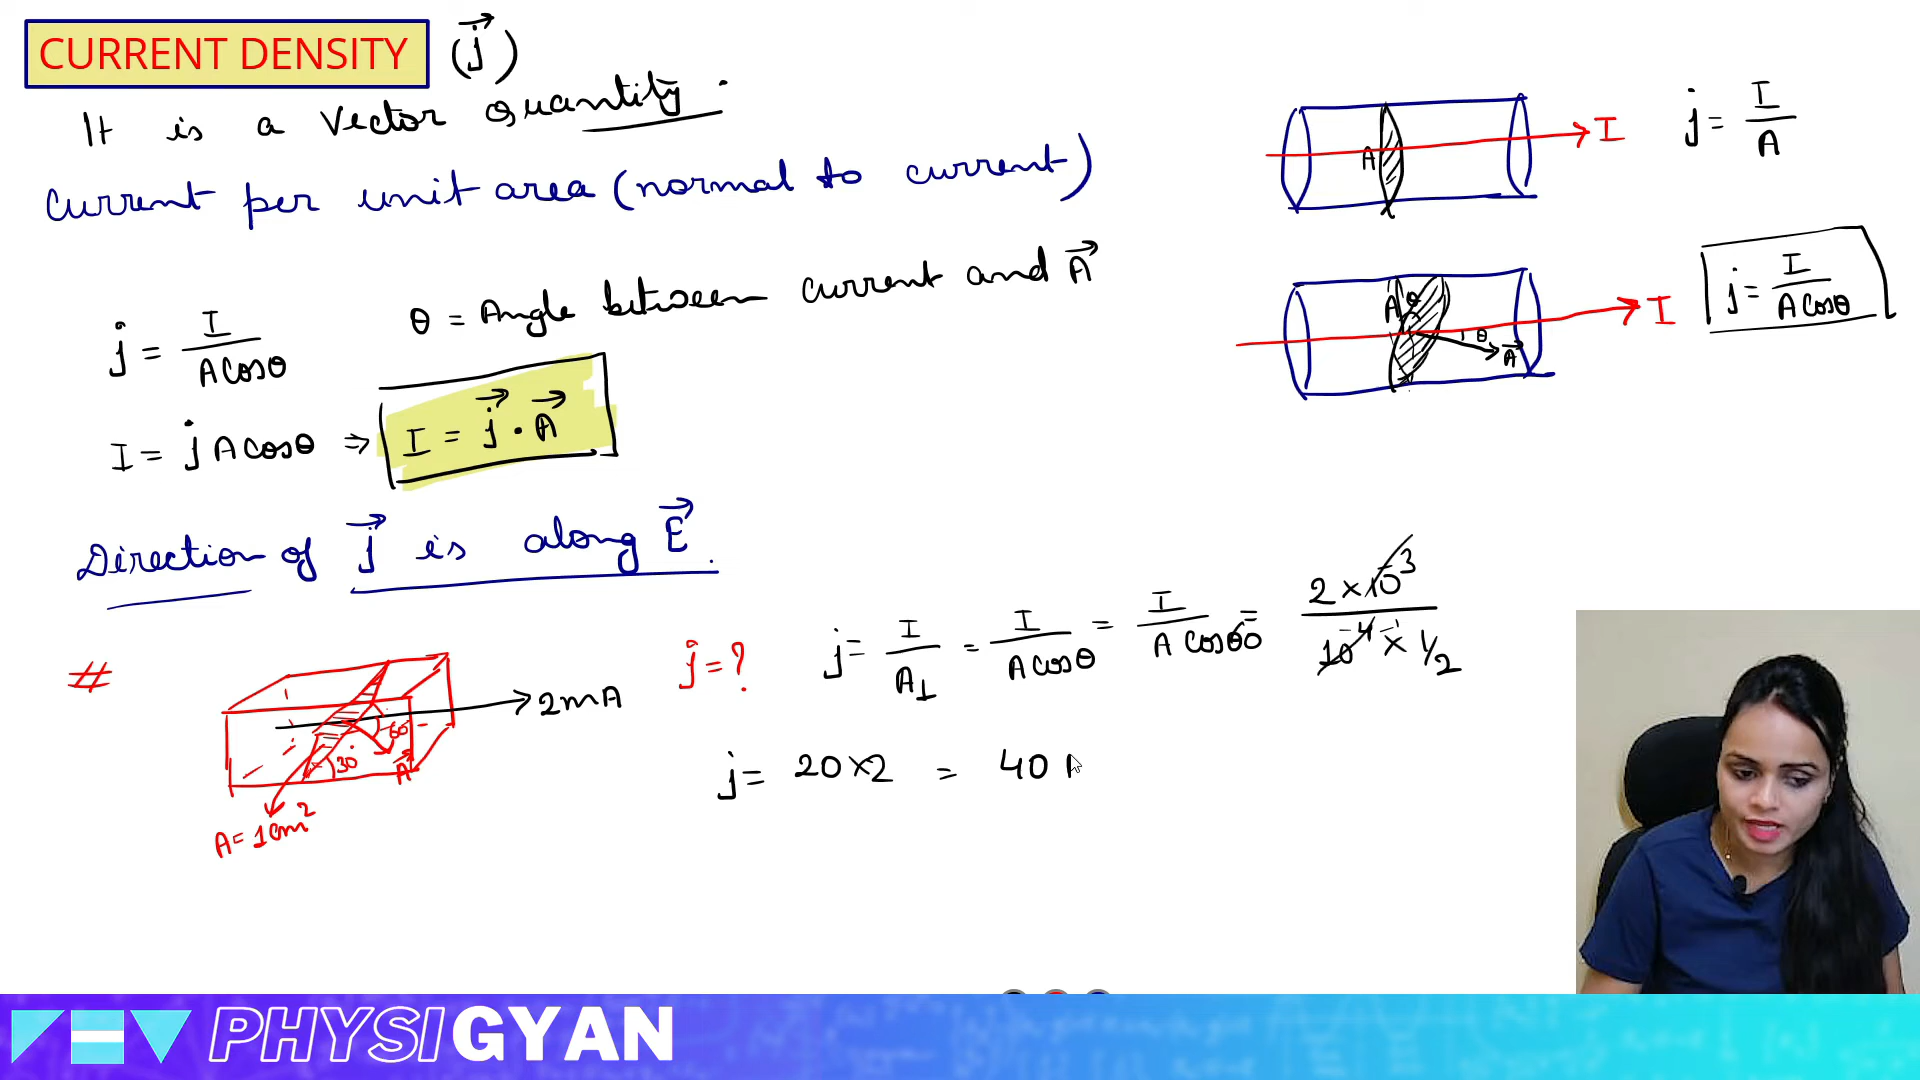 CURRENT DENSITY (j⃗)
It is a vector quantity.
Current per unit area (normal to current)
j = I / A cosθ
θ = Angle between current and A⃗
I = j A cosθ ⇒ I = j⃗ · A⃗
Direction of j⃗ is along E⃗.
A
I
j = I / A
A θ
θ
A⃗
I
j = I / A cosθ
#
2mA
60
30°
A⃗
A = 1cm²
j = ?
j = I / A⊥ = I / A cosθ = I / A cos60 = 2 × 10⁻³ / 10⁻⁴ × 1/2
j = 20×2 = 40
PHYSIGYAN